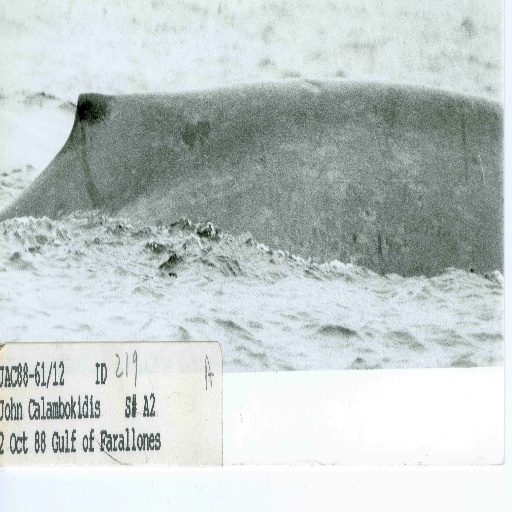 JAC88-61/12 ID 219 A
John Calambokidis S# A2
2 Oct 88 Gulf of Farallones